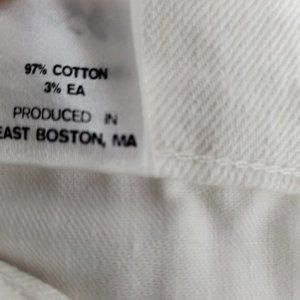 97% COTTON
3% EA
PRODUCED IN
EAST BOSTON, MA